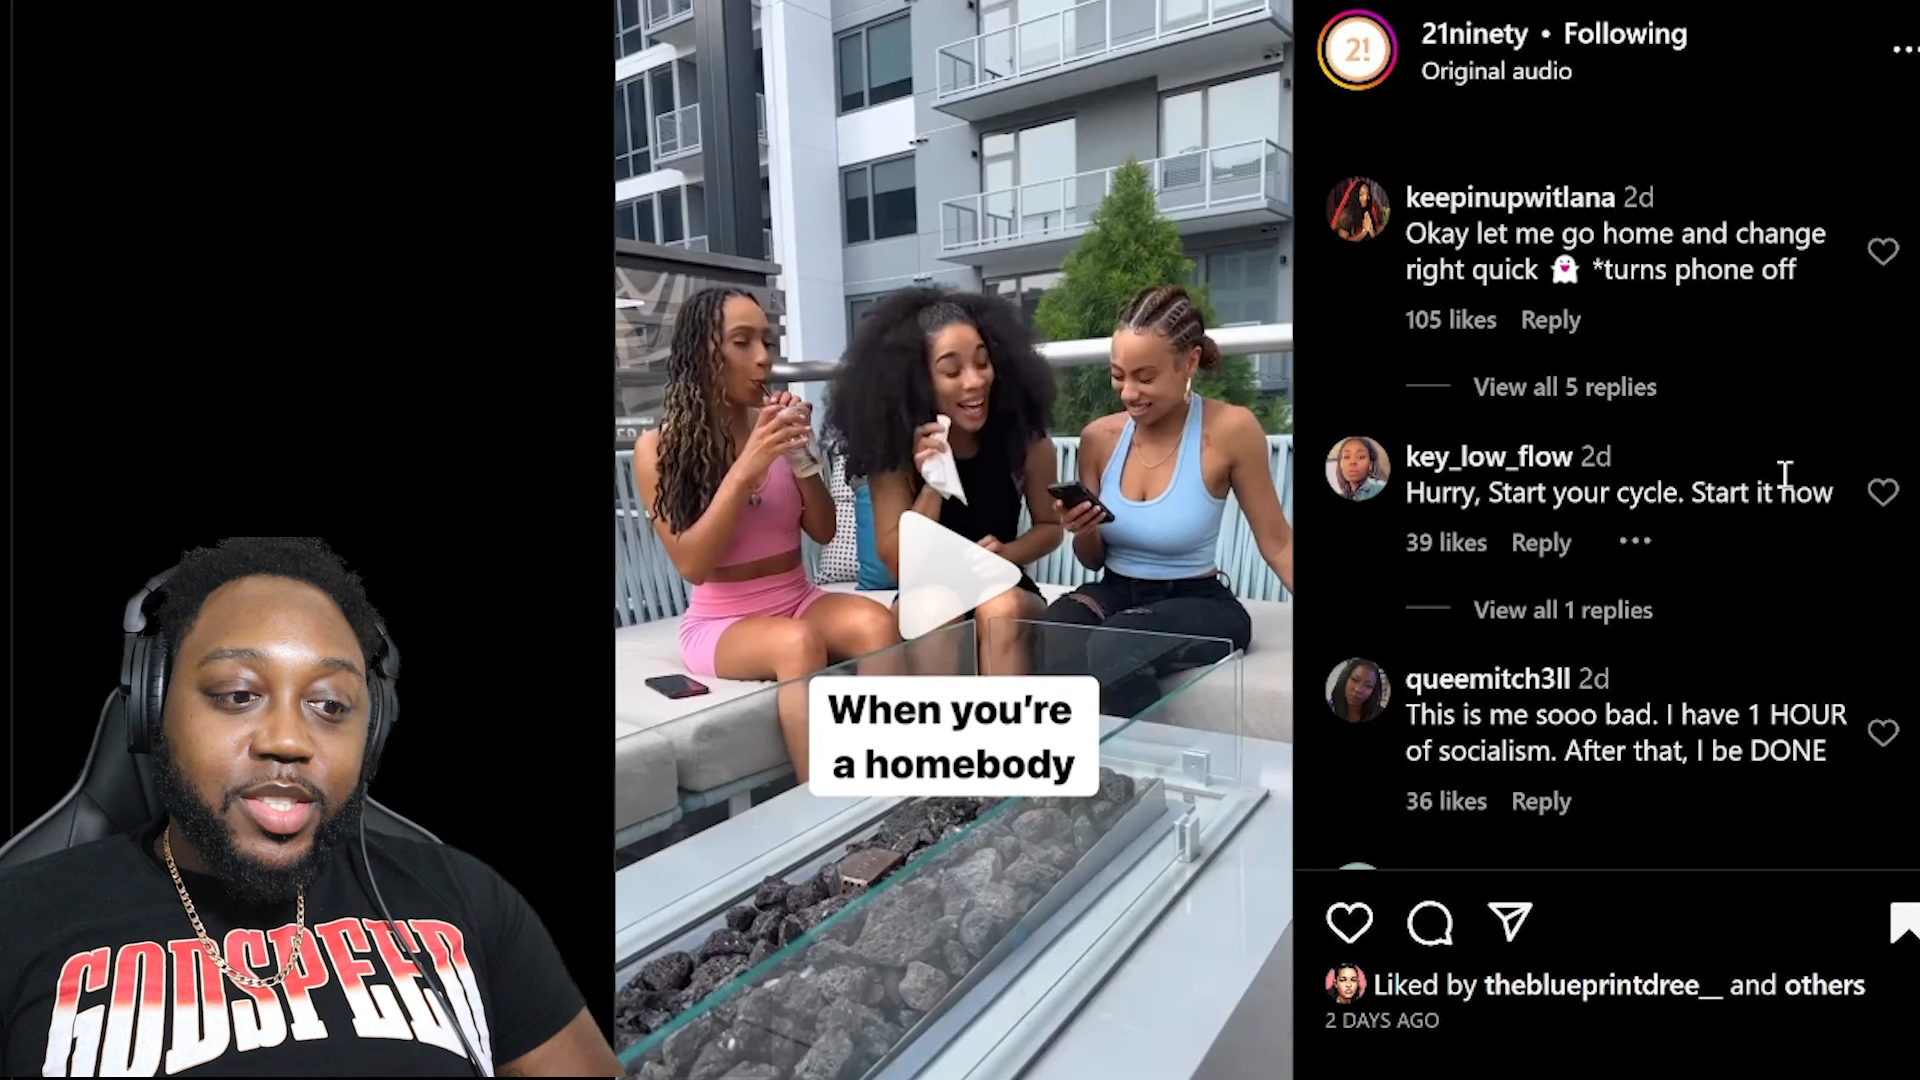 21ninety • Following
Original audio
keepinupwitlana 2d
Okay let me go home and change
right quick 👻 *turns phone off
105 likes Reply
View all 5 replies
key_low_flow 2d
Hurry, Start your cycle. Start it now
39 likes Reply
View all 1 replies
queemitch3ll 2d
This is me sooo bad. I have 1 HOUR
of socialism. After that, I be DONE
36 likes Reply
Liked by theblueprintdree__ and others
2 DAYS AGO
When you're
a homebody
GODSPEED
21